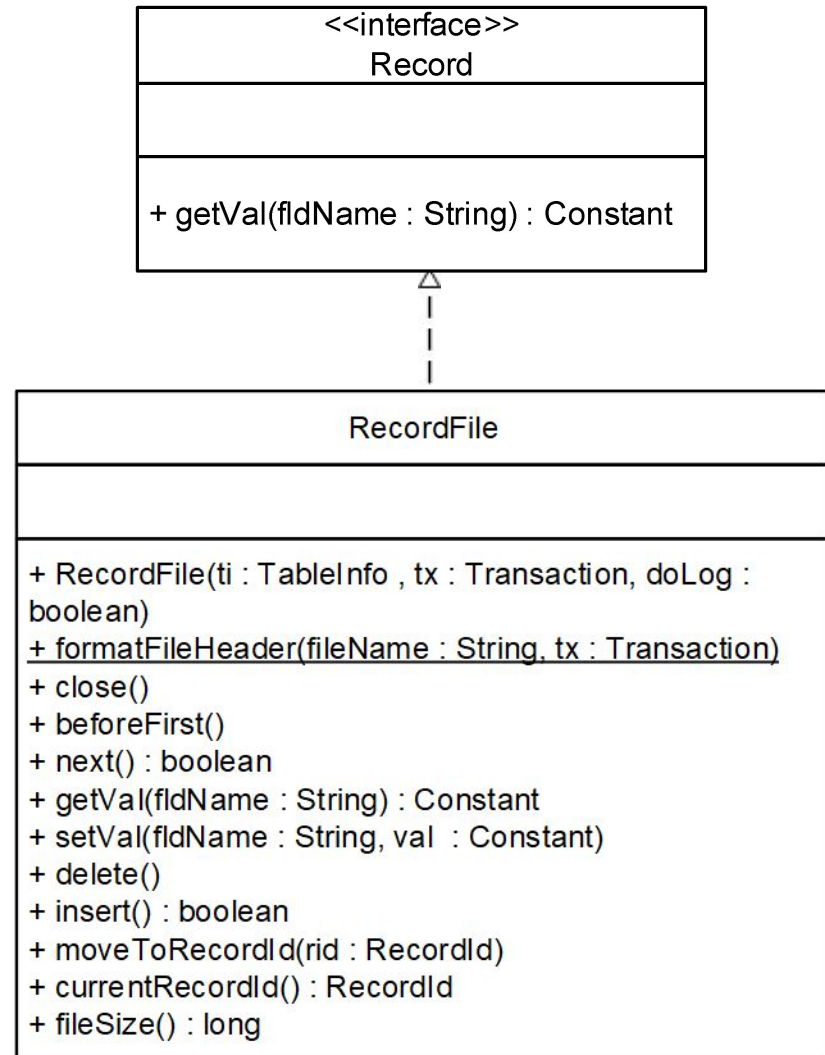 <<interface>>
Record
+ getVal(fldName : String) : Constant
RecordFile
+ RecordFile(ti : TableInfo , tx : Transaction, doLog :
boolean)
+ formatFileHeader(fileName : String, tx : Transaction)
+ close()
+ beforeFirst()
+ next() : boolean
+ getVal(fldName : String) : Constant
+ setVal(fldName : String, val  : Constant)
+ delete()
+ insert() : boolean
+ moveToRecordId(rid : RecordId)
+ currentRecordId() : RecordId
+ fileSize() : long